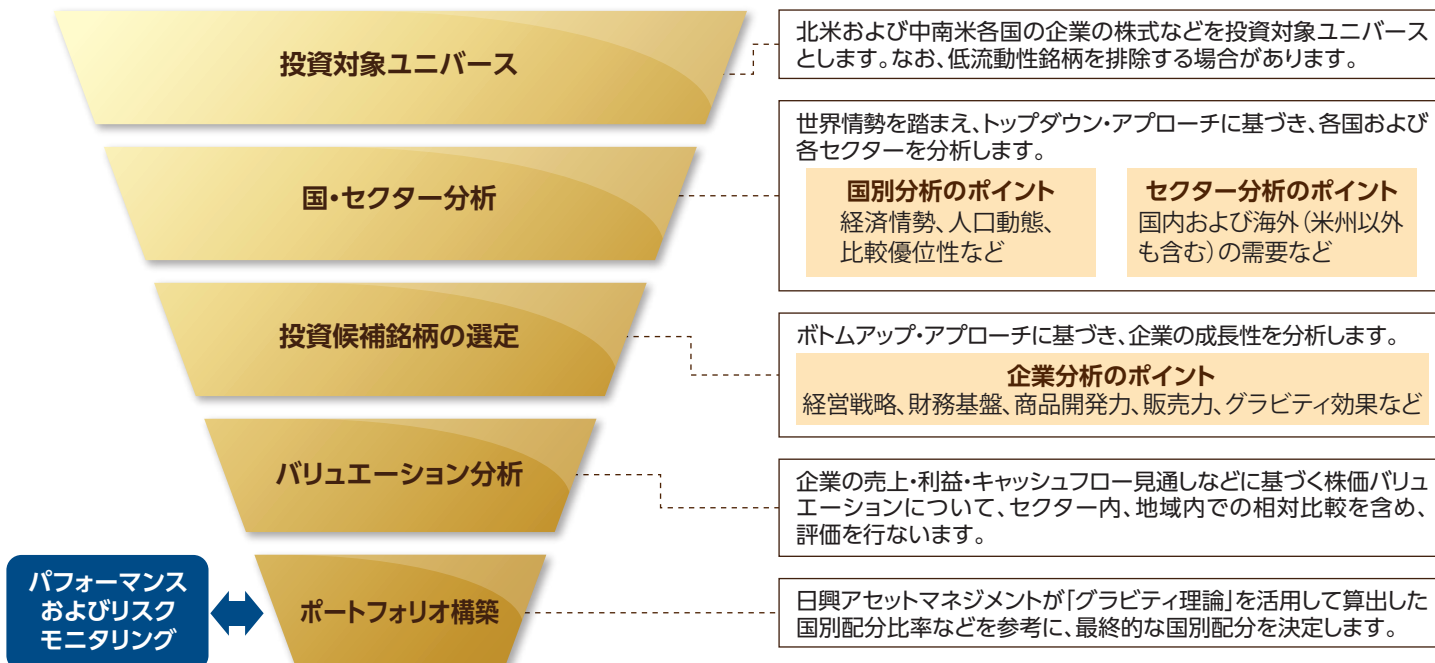 投資対象ユニバース
北米および中南米各国の企業の株式などを投資対象ユニバース
とします。なお、低流動性銘柄を排除する場合があります。
国・セクター分析
世界情勢を踏まえ、トップダウン・アプローチに基づき、各国および
各セクターを分析します。
国別分析のポイント
経済情勢、人口動態、
比較優位性など
セクター分析のポイント
国内および海外（米州以外
も含む）の需要など
投資候補銘柄の選定
ボトムアップ・アプローチに基づき、企業の成長性を分析します。
企業分析のポイント
経営戦略、財務基盤、商品開発力、販売力、グラビティ効果など
バリュエーション分析
企業の売上・利益・キャッシュフロー見通しなどに基づく株価バリュ
エーションについて、セクター内、地域内での相対比較を含め、
評価を行ないます。
パフォーマンス
およびリスク
モニタリング
ポートフォリオ構築
日興アセットマネジメントが「グラビティ理論」を活用して算出した
国別配分比率などを参考に、最終的な国別配分を決定します。